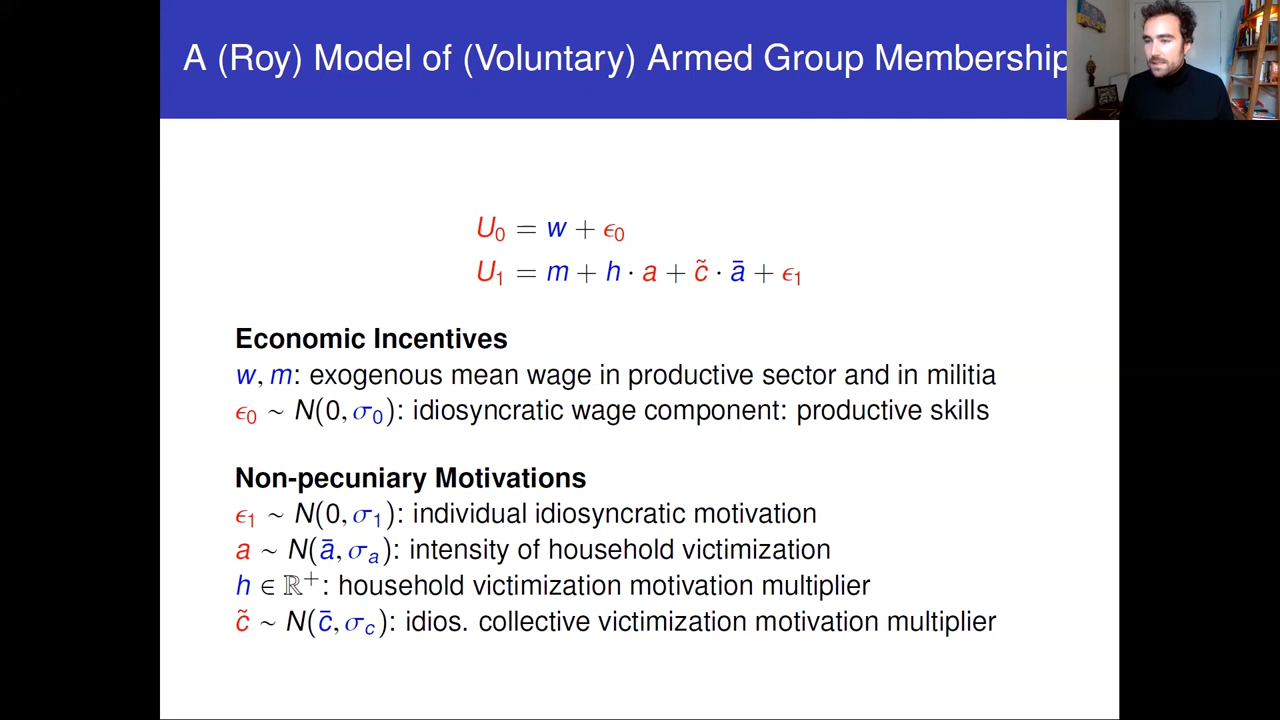 A (Roy) Model of (Voluntary) Armed Group Membership
U₀ = w + ϵ₀
U₁ = m + h · a + c̃ · ā + ϵ₁
Economic Incentives
w, m: exogenous mean wage in productive sector and in militia
ϵ₀ ∼ N(0, σ₀): idiosyncratic wage component: productive skills
Non-pecuniary Motivations
ϵ₁ ∼ N(0, σ₁): individual idiosyncratic motivation
a ∼ N(ā, σₐ): intensity of household victimization
h ∈ ℝ⁺: household victimization motivation multiplier
c̃ ∼ N(c̄, σ_c): idios. collective victimization motivation multiplier